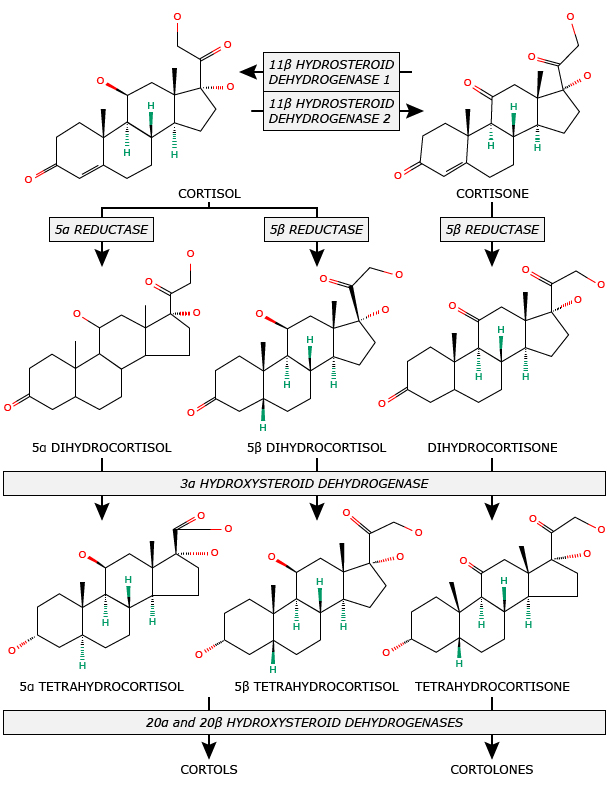 11β HYDROSTEROID
DEHYDROGENASE 1
11β HYDROSTEROID
DEHYDROGENASE 2
O
O
O
O
H
H
H
O
CORTISOL
O
O
O
O
H
H
H
O
CORTISONE
5α REDUCTASE
5β REDUCTASE
5β REDUCTASE
O
O
O
O
O
5α DIHYDROCORTISOL
O
O
O
O
H
H
H
O
H
5β DIHYDROCORTISOL
O
O
O
O
H
H
H
O
DIHYDROCORTISONE
3α HYDROXYSTEROID DEHYDROGENASE
O
O
O
O
H
H
H
O
H
5α TETRAHYDROCORTISOL
O
O
O
O
H
H
H
O
H
5β TETRAHYDROCORTISOL
O
O
O
O
H
H
H
O
H
TETRAHYDROCORTISONE
20α and 20β HYDROXYSTEROID DEHYDROGENASES
CORTOLS
CORTOLONES